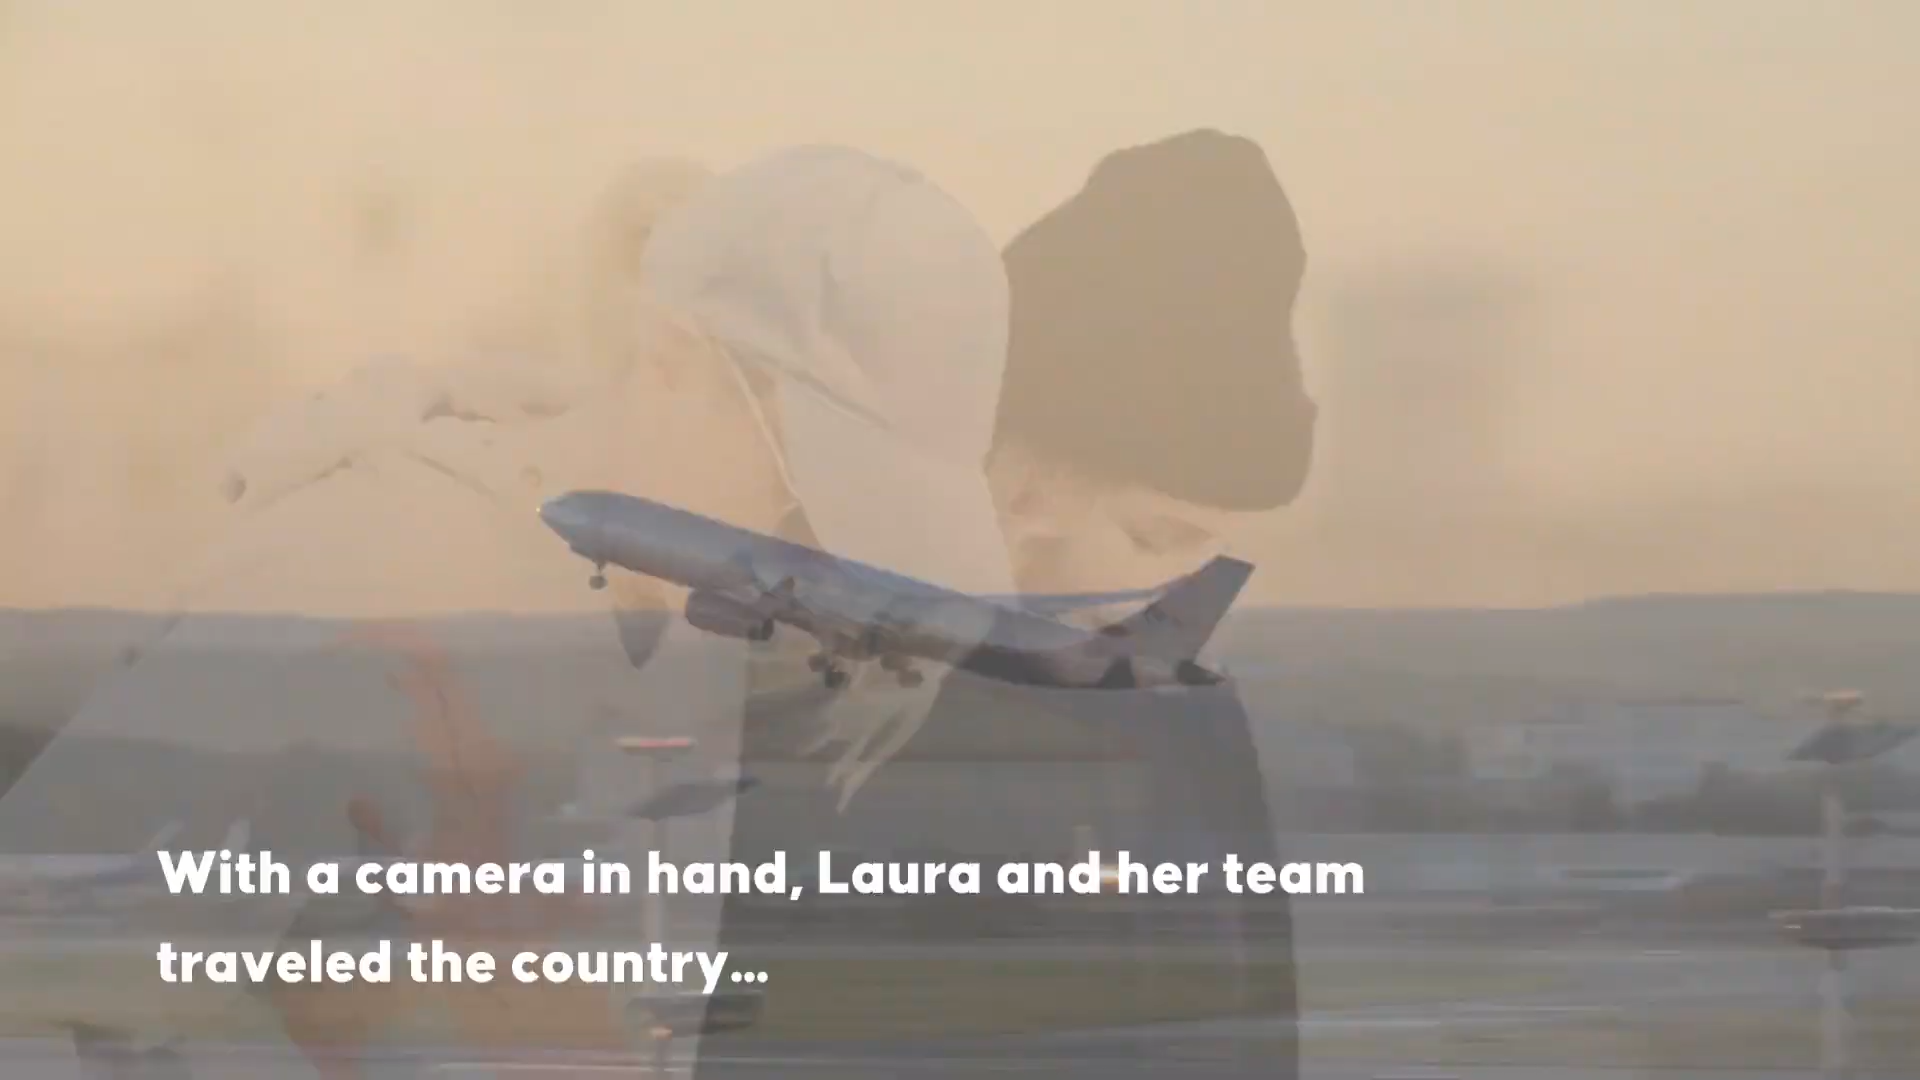 With a camera in hand, Laura and her team
traveled the country...